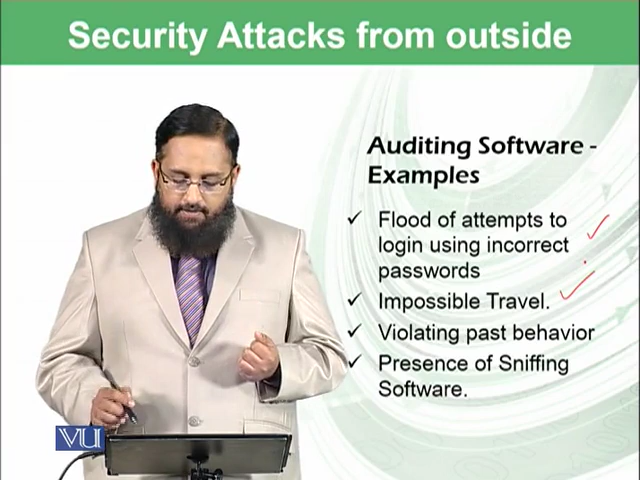 Security Attacks from outside
Auditing Software -
Examples
✓ Flood of attempts to
login using incorrect
passwords
✓ Impossible Travel.
✓ Violating past behavior
✓ Presence of Sniffing
Software.
VU